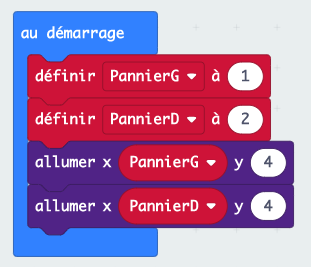 au démarrage
définir PannierG à 1
définir PannierD à 2
allumer x PannierG y 4
allumer x PannierD y 4